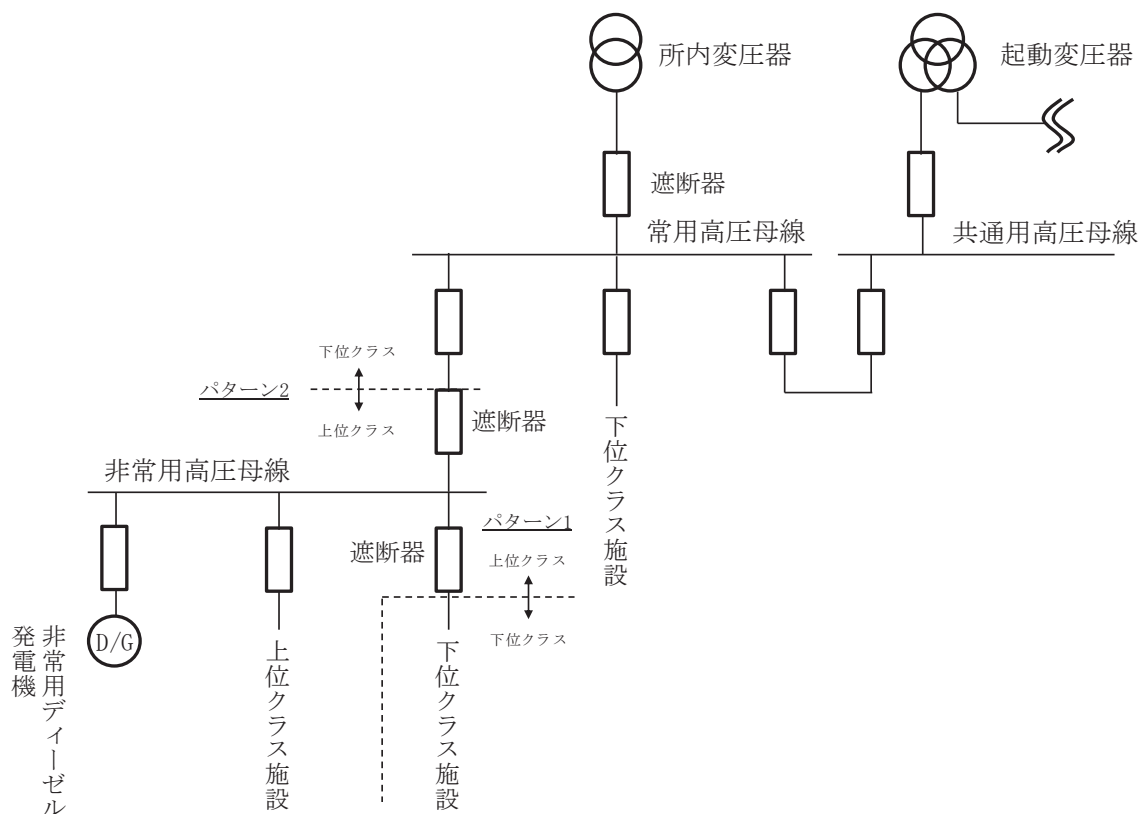 所内変圧器
起動変圧器
遮断器
常用高圧母線
共通用高圧母線
下位クラス
パターン2
上位クラス
遮断器
下位クラス施設
非常用高圧母線
パターン1
遮断器
上位クラス
下位クラス
D/G
非常用ディーゼル
発電機
上位クラス施設
下位クラス施設